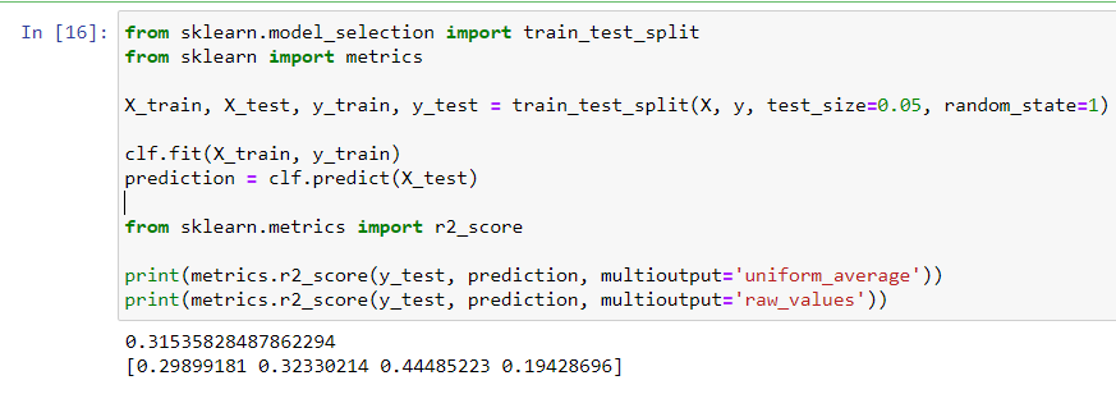 In [16]:
from sklearn.model_selection import train_test_split
from sklearn import metrics
X_train, X_test, y_train, y_test = train_test_split(X, y, test_size=0.05, random_state=1)
clf.fit(X_train, y_train)
prediction = clf.predict(X_test)
from sklearn.metrics import r2_score
print(metrics.r2_score(y_test, prediction, multioutput='uniform_average'))
print(metrics.r2_score(y_test, prediction, multioutput='raw_values'))
0.31535828487862294
[0.29899181 0.32330214 0.44485223 0.19428696]